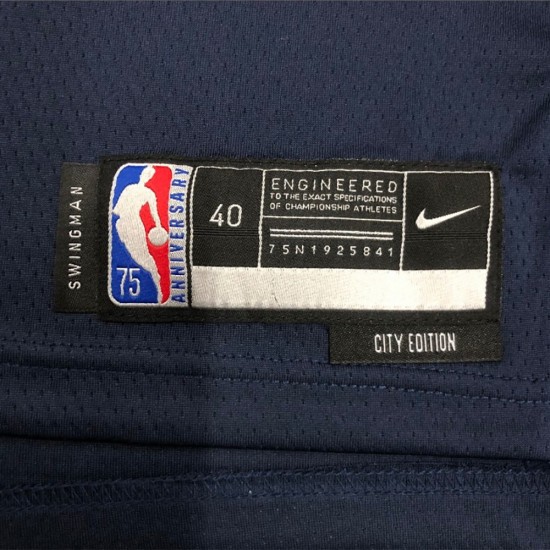 SWINGMAN
75
ANNIVERSARY
40
ENGINEERED
TO THE EXACT SPECIFICATIONS
OF CHAMPIONSHIP ATHLETES
75N1925841
CITY EDITION